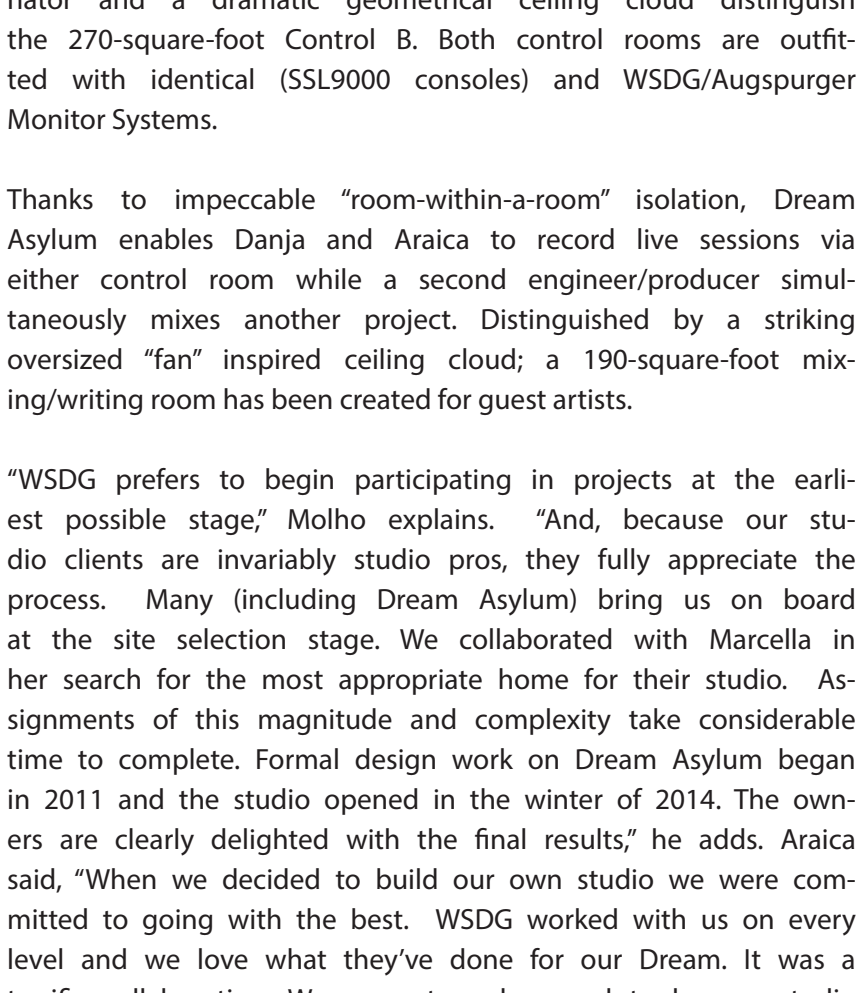 nator and a dramatic geometrical ceiling cloud distinguish
the 270-square-foot Control B. Both control rooms are outfit-
ted with identical (SSL9000 consoles) and WSDG/Augspurger
Monitor Systems.
Thanks to impeccable “room-within-a-room” isolation, Dream
Asylum enables Danja and Araica to record live sessions via
either control room while a second engineer/producer simul-
taneously mixes another project. Distinguished by a striking
oversized “fan” inspired ceiling cloud; a 190-square-foot mix-
ing/writing room has been created for guest artists.
“WSDG prefers to begin participating in projects at the earli-
est possible stage,” Molho explains. “And, because our stu-
dio clients are invariably studio pros, they fully appreciate the
process. Many (including Dream Asylum) bring us on board
at the site selection stage. We collaborated with Marcella in
her search for the most appropriate home for their studio. As-
signments of this magnitude and complexity take considerable
time to complete. Formal design work on Dream Asylum began
in 2011 and the studio opened in the winter of 2014. The own-
ers are clearly delighted with the final results,” he adds. Araica
said, “When we decided to build our own studio we were com-
mitted to going with the best. WSDG worked with us on every
level and we love what they’ve done for our Dream. It was a